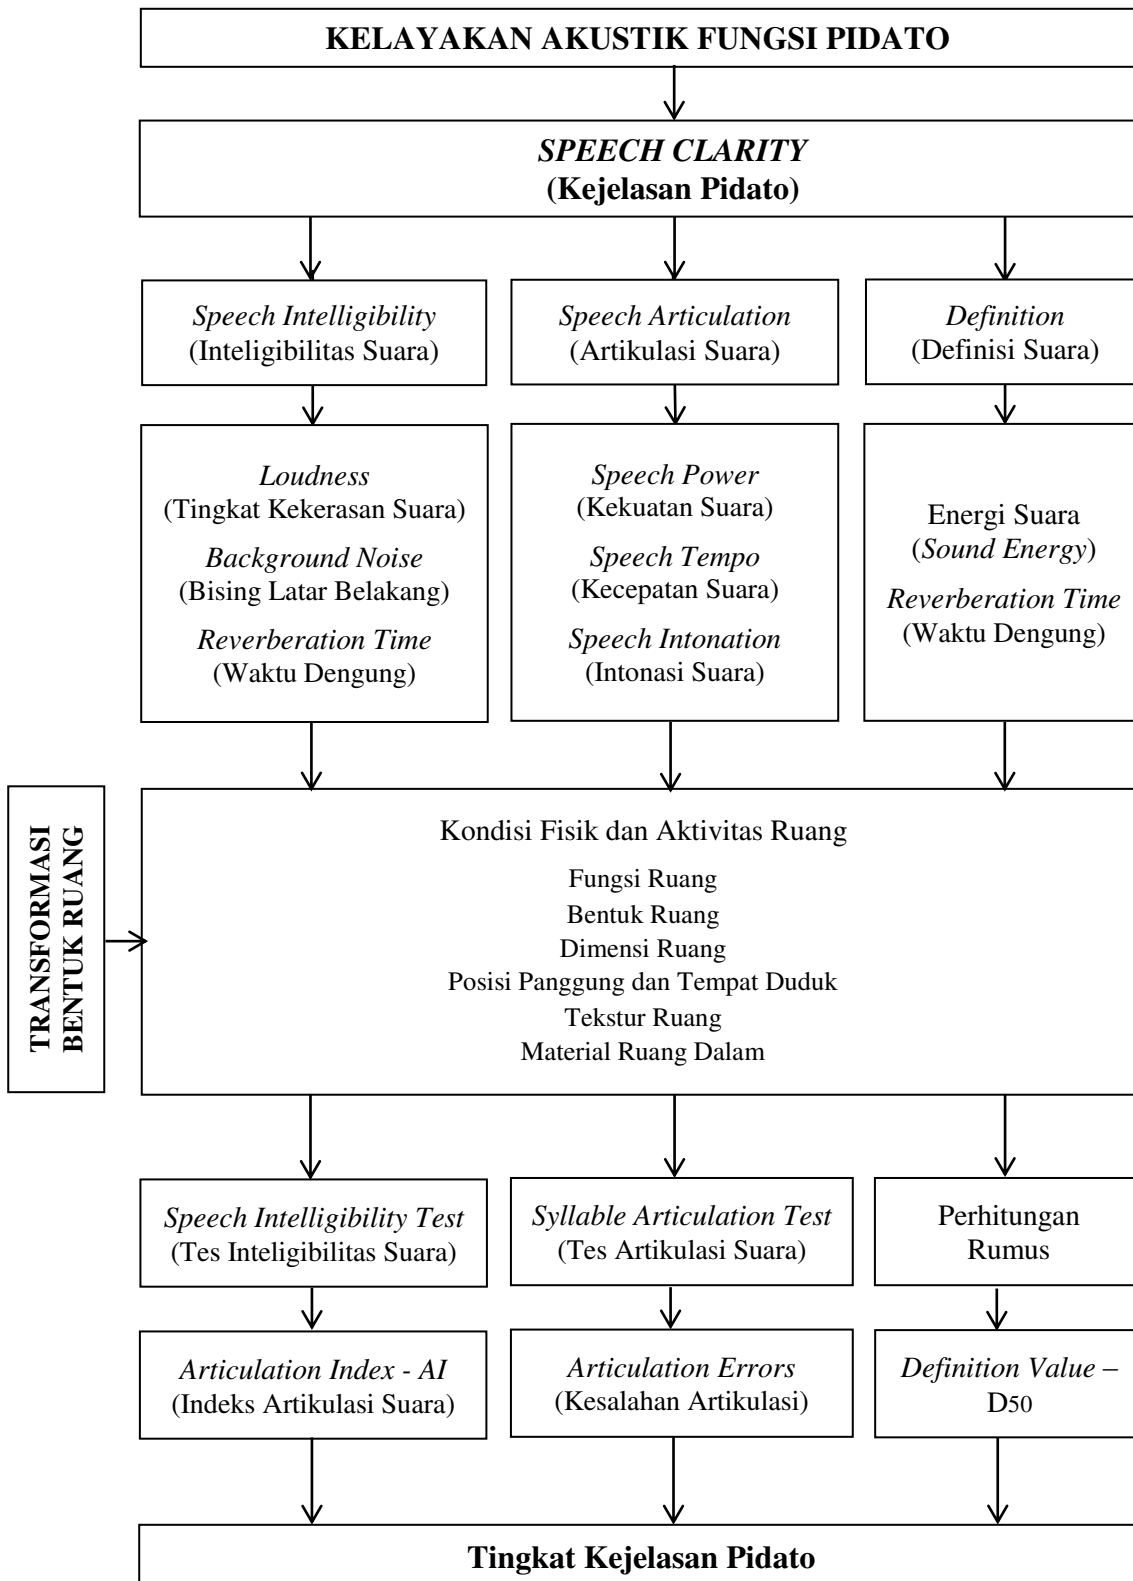 KELAYAKAN AKUSTIK FUNGSI PIDATO
SPEECH CLARITY
(Kejelasan Pidato)
Speech Intelligibility
(Inteligibilitas Suara)
Speech Articulation
(Artikulasi Suara)
Definition
(Definisi Suara)
Loudness
(Tingkat Kekerasan Suara)
Background Noise
(Bising Latar Belakang)
Reverberation Time
(Waktu Dengung)
Speech Power
(Kekuatan Suara)
Speech Tempo
(Kecepatan Suara)
Speech Intonation
(Intonasi Suara)
Energi Suara
(Sound Energy)
Reverberation Time
(Waktu Dengung)
TRANSFORMASI
BENTUK RUANG
Kondisi Fisik dan Aktivitas Ruang
Fungsi Ruang
Bentuk Ruang
Dimensi Ruang
Posisi Panggung dan Tempat Duduk
Tekstur Ruang
Material Ruang Dalam
Speech Intelligibility Test
(Tes Inteligibilitas Suara)
Syllable Articulation Test
(Tes Artikulasi Suara)
Perhitungan
Rumus
Articulation Index - AI
(Indeks Artikulasi Suara)
Articulation Errors
(Kesalahan Artikulasi)
Definition Value –
D50
Tingkat Kejelasan Pidato